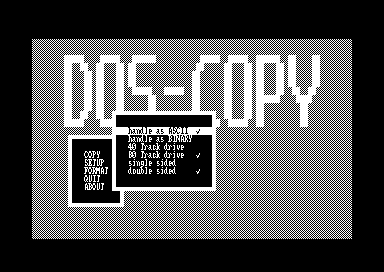 DOS-COPY
handle as ASCII ✓
handle as BINARY
40 Track drive
80 Track drive ✓
single sided
double sided ✓
COPY
SETUP
FORMAT
QUIT
ABOUT